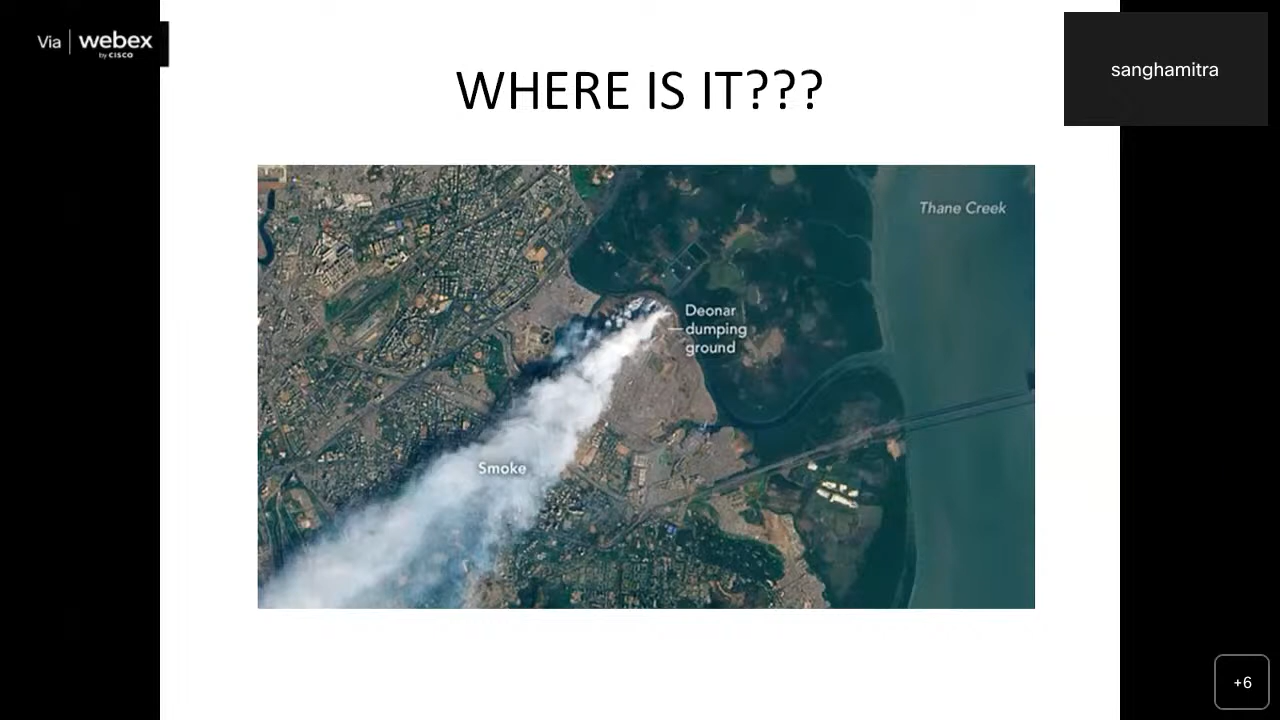 Via webex
by CISCO
sanghamitra
WHERE IS IT???
Thane Creek
Deonar
dumping
ground
Smoke
+6